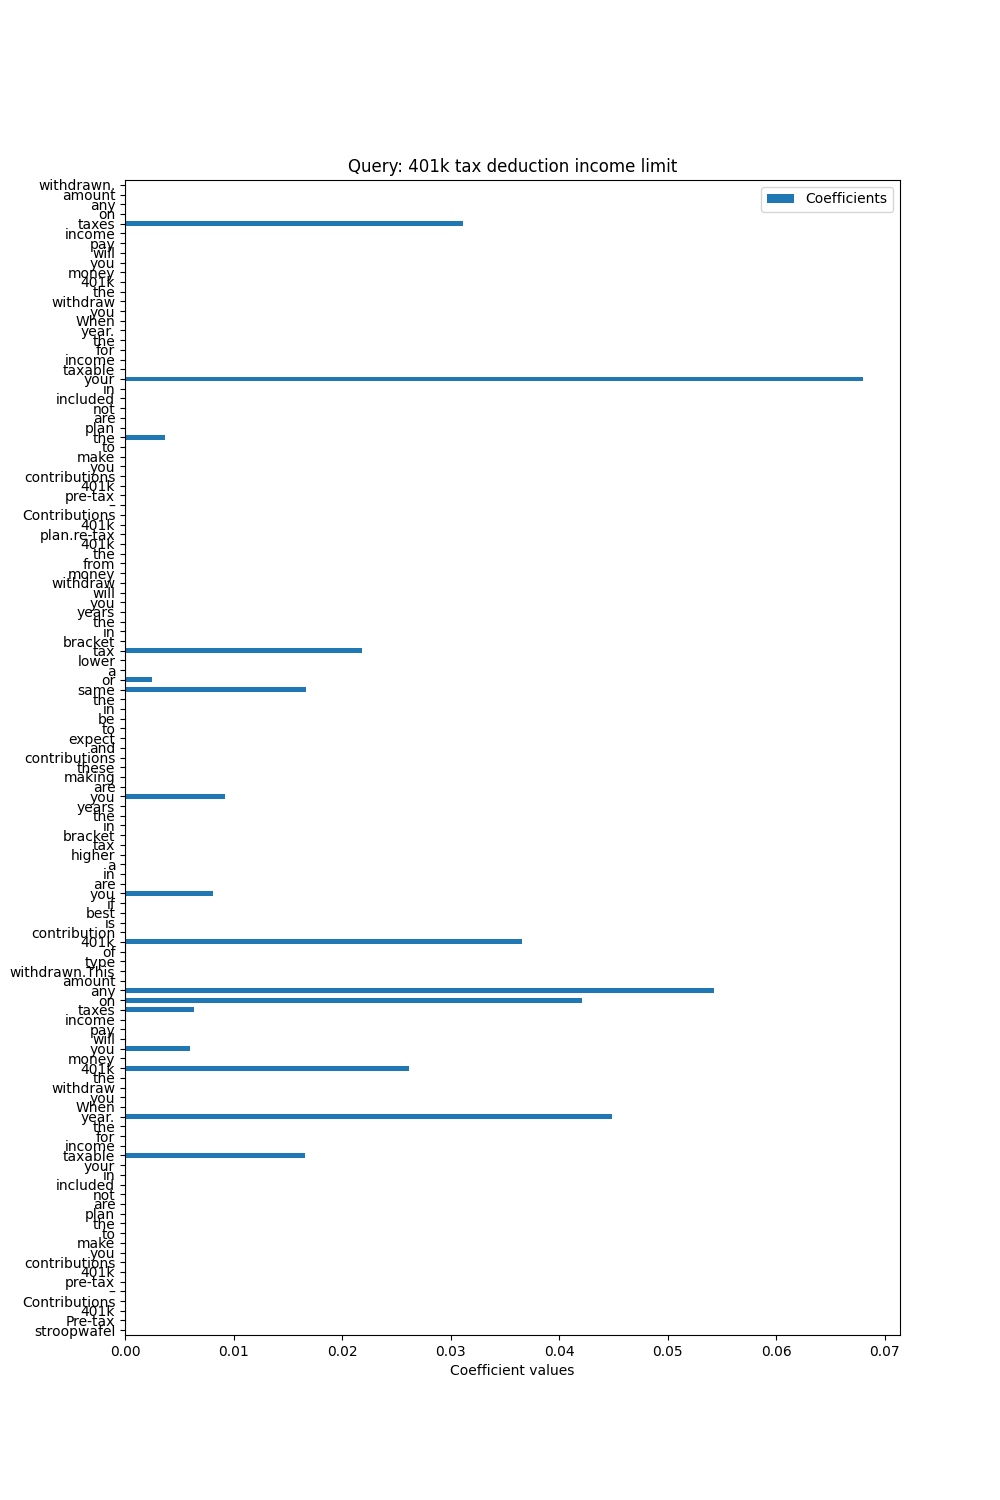 Query: 401k tax deduction income limit
Coefficients
withdrawn.
amount
any
on
taxes
income
pay
will
you
money
401k
the
withdraw
you
When
year.
the
for
income
taxable
your
in
included
not
are
plan
the
to
make
you
contributions
401k
pre-tax
–
Contributions
401k
plan.re-tax
401k
the
from
money
withdraw
will
you
years
the
in
bracket
tax
lower
a
or
same
the
in
be
to
expect
and
contributions
these
making
are
you
years
the
in
bracket
tax
higher
a
in
are
you
if
best
is
contribution
401k
of
type
withdrawn.This
amount
any
on
taxes
income
pay
will
you
money
401k
the
withdraw
you
When
year.
the
for
income
taxable
your
in
included
not
are
plan
the
to
make
you
contributions
401k
pre-tax
–
Contributions
401k
Pre-tax
stroopwafel
0.00 0.01 0.02 0.03 0.04 0.05 0.06 0.07
Coefficient values